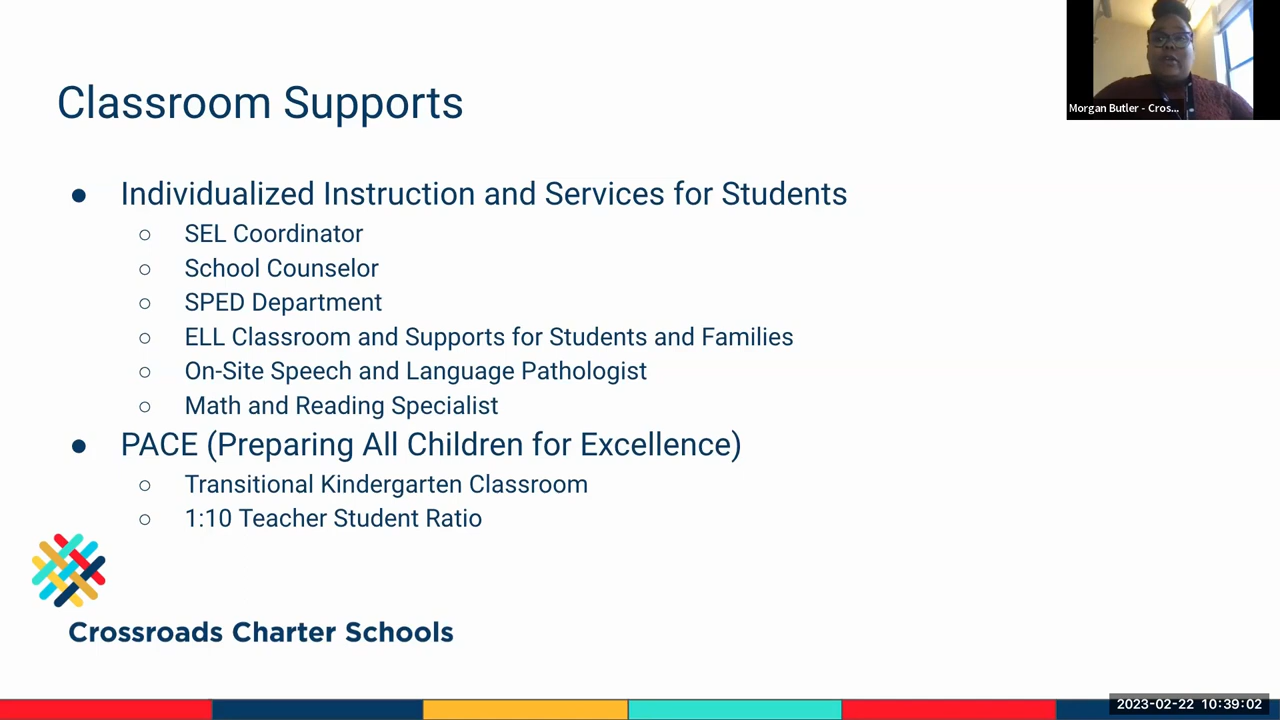 Classroom Supports
Morgan Butler - Cros...
● Individualized Instruction and Services for Students
○ SEL Coordinator
○ School Counselor
○ SPED Department
○ ELL Classroom and Supports for Students and Families
○ On-Site Speech and Language Pathologist
○ Math and Reading Specialist
● PACE (Preparing All Children for Excellence)
○ Transitional Kindergarten Classroom
○ 1:10 Teacher Student Ratio
Crossroads Charter Schools
2023-02-22 10:39:02